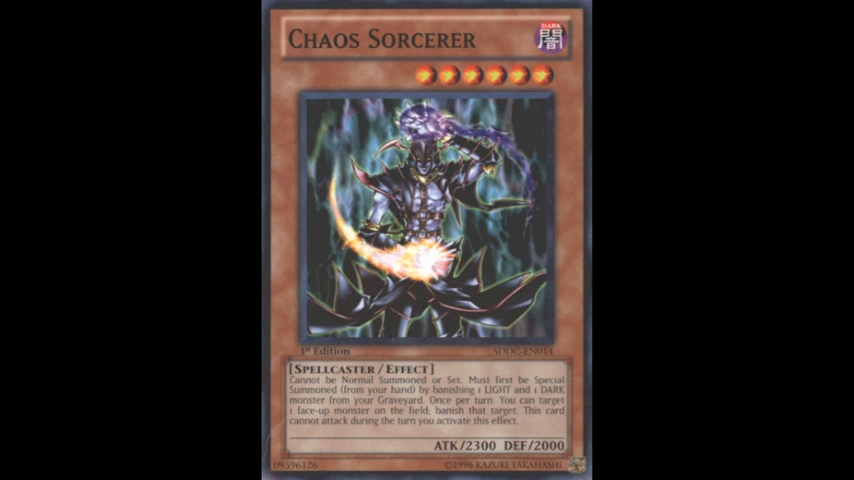 CHAOS SORCERER
DARK
闇
1st Edition
SDDC-EN014
[SPELLCASTER/EFFECT]
Cannot be Normal Summoned or Set. Must first be Special
Summoned (from your hand) by banishing 1 LIGHT and 1 DARK
monster from your Graveyard. Once per turn: You can target
1 face-up monster on the field; banish that target. This card
cannot attack during the turn you activate this effect.
ATK/2300 DEF/2000
09596126
©1996 KAZUKI TAKAHASHI